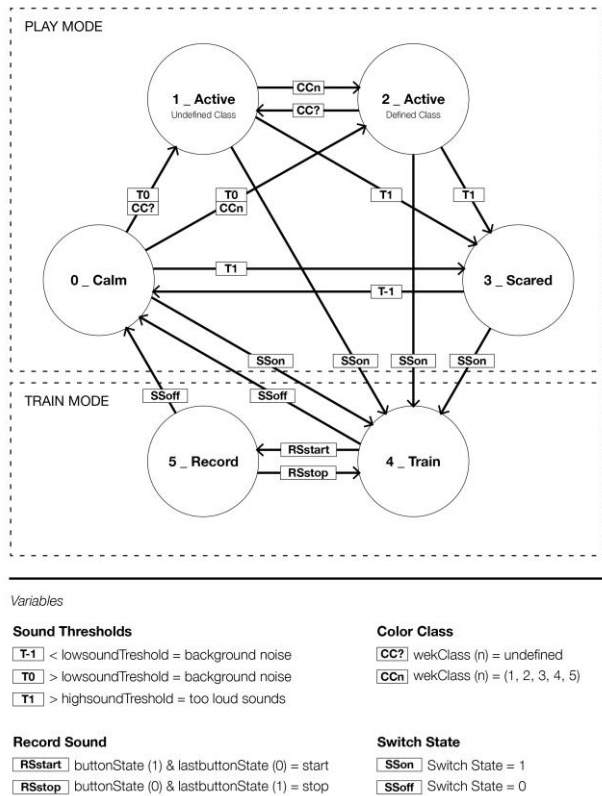 PLAY MODE
1 _ Active
Undefined Class
CCn
CC?
2 _ Active
Defined Class
T0
CC?
T0
CCn
T1
T1
0 _ Calm
T1
T-1
3 _ Scared
SSon
SSon
SSon
SSon
SSoff
SSoff
TRAIN MODE
5 _ Record
RSstart
RSstop
4 _ Train
Variables
Sound Thresholds
T-1 < lowsoundTreshold = background noise
T0 > lowsoundTreshold = background noise
T1 > highsoundTreshold = too loud sounds
Color Class
CC? wekClass (n) = undefined
CCn wekClass (n) = (1, 2, 3, 4, 5)
Record Sound
RSstart buttonState (1) & lastbuttonState (0) = start
RSstop buttonState (0) & lastbuttonState (1) = stop
Switch State
SSon Switch State = 1
SSoff Switch State = 0